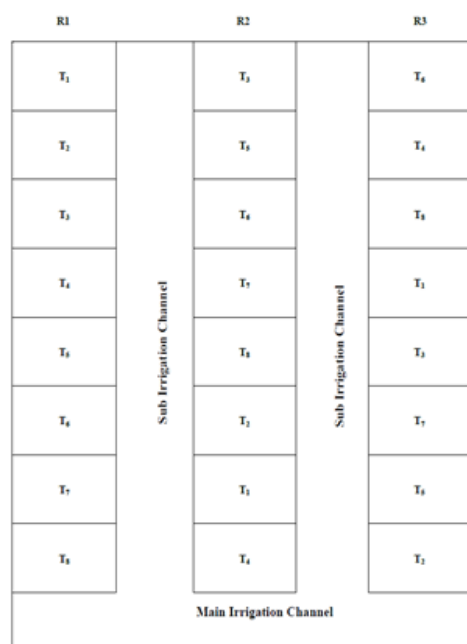 R1 R2 R3
T₁ T₃ T₆
T₂ T₅ T₄
T₃ T₆ T₈
T₄ T₇ T₁
T₅ T₈ T₃
T₆ T₂ T₇
T₇ T₁ T₅
T₈ T₄ T₂
Sub Irrigation Channel
Sub Irrigation Channel
Main Irrigation Channel